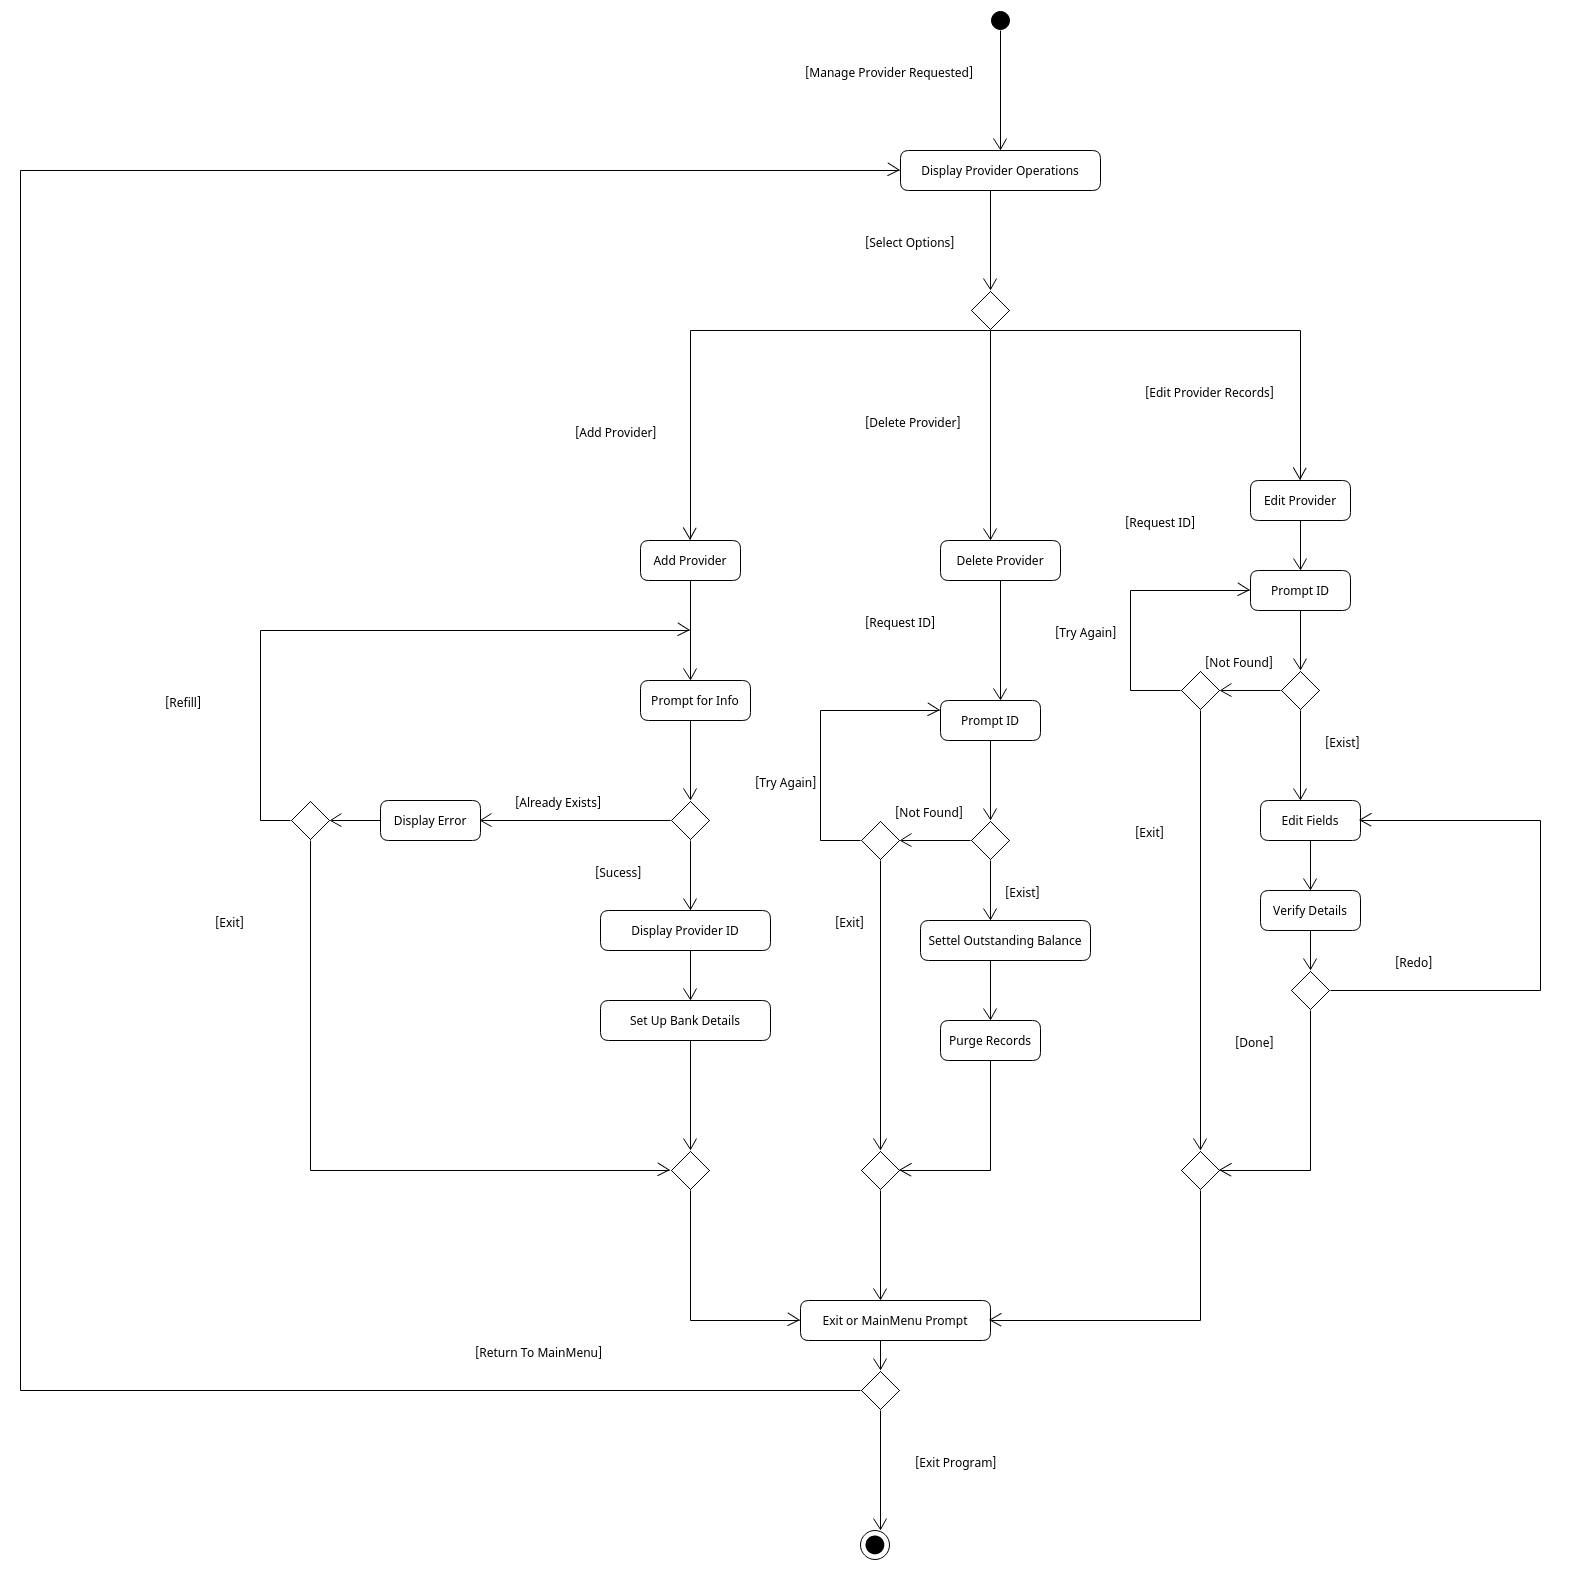 [Manage Provider Requested]
Display Provider Operations
[Select Options]
[Edit Provider Records]
[Delete Provider]
[Add Provider]
Edit Provider
[Request ID]
Add Provider
Delete Provider
Prompt ID
[Request ID]
[Try Again]
[Not Found]
[Refill]
Prompt for Info
Prompt ID
[Exist]
[Try Again]
[Already Exists]
[Not Found]
Display Error
Edit Fields
[Exit]
[Sucess]
[Exist]
[Exit]
[Exit]
Verify Details
Display Provider ID
Settel Outstanding Balance
[Redo]
Set Up Bank Details
Purge Records
[Done]
Exit or MainMenu Prompt
[Return To MainMenu]
[Exit Program]